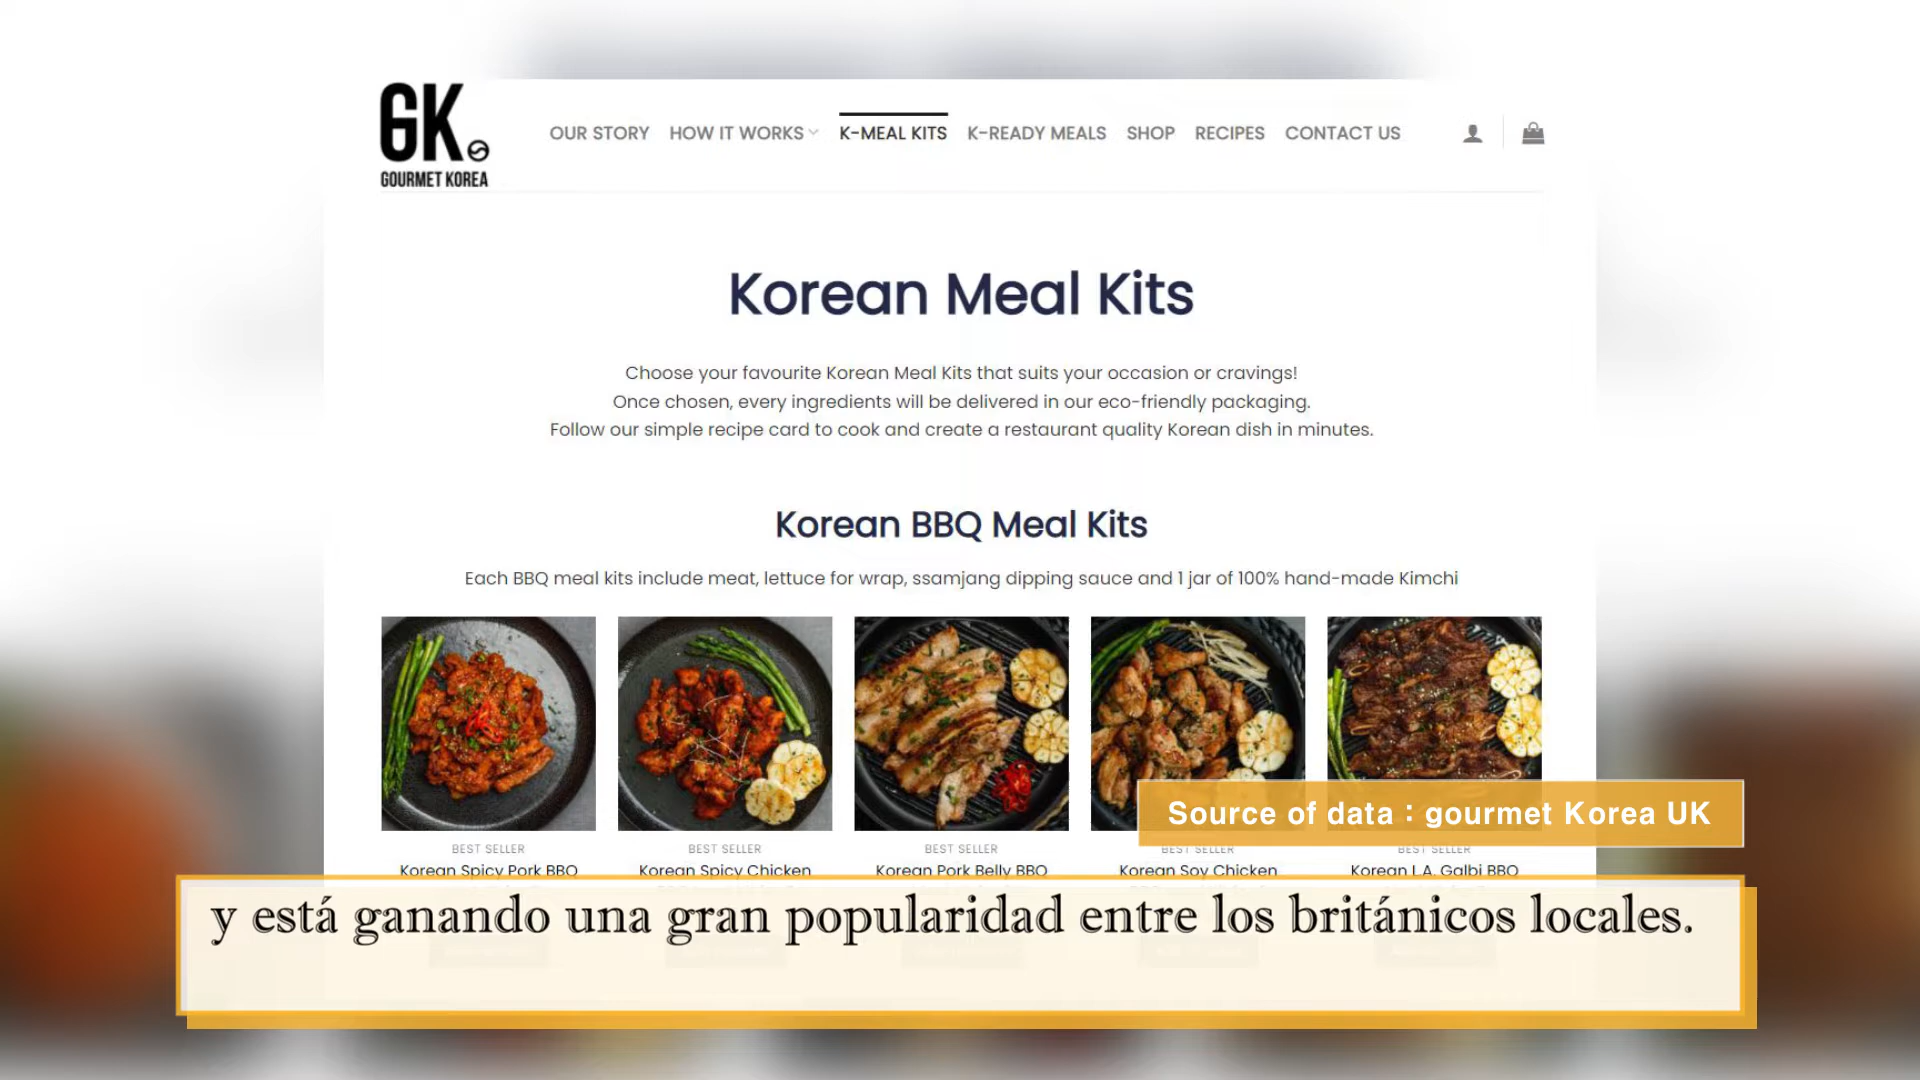 GK
GOURMET KOREA
OUR STORY HOW IT WORKS K-MEAL KITS K-READY MEALS SHOP RECIPES CONTACT US
Korean Meal Kits
Choose your favourite Korean Meal Kits that suits your occasion or cravings!
Once chosen, every ingredients will be delivered in our eco-friendly packaging.
Follow our simple recipe card to cook and create a restaurant quality Korean dish in minutes.
Korean BBQ Meal Kits
Each BBQ meal kits include meat, lettuce for wrap, ssamjang dipping sauce and 1 jar of 100% hand-made Kimchi
Source of data : gourmet Korea UK
BEST SELLER BEST SELLER BEST SELLER BEST SELLER BEST SELLER
Korean Spicy Pork BBQ Korean Spicy Chicken Korean Pork Belly BBQ Korean Soy Chicken Korean L.A. Galbi BBQ
y está ganando una gran popularidad entre los británicos locales.